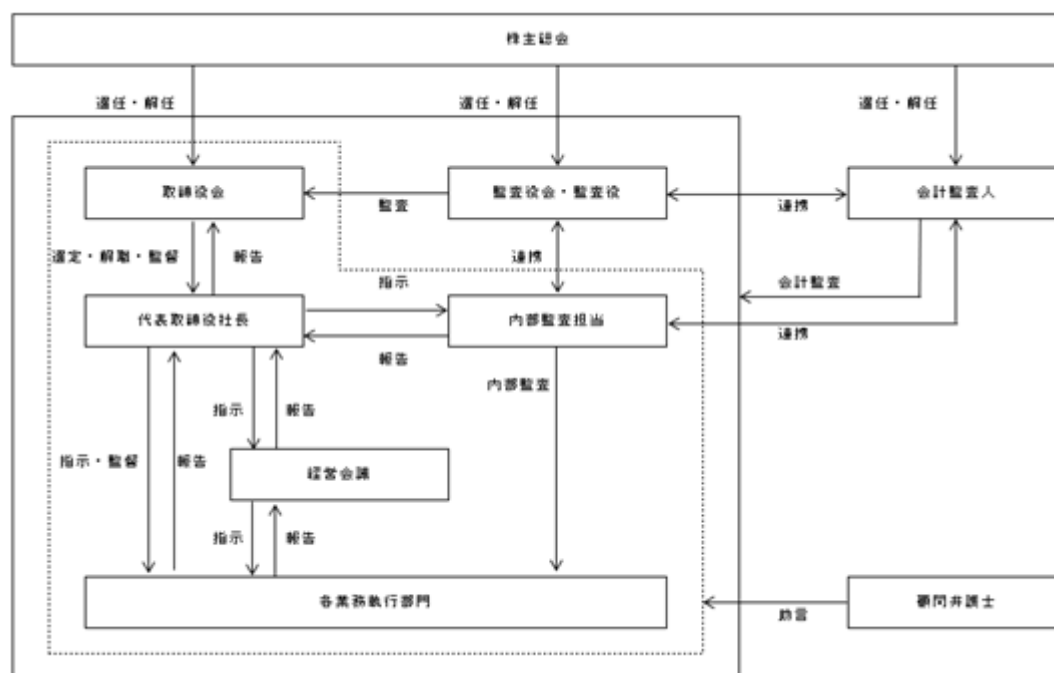 株主総会
選任・解任
選任・解任
選任・解任
取締役会
監査
監査役会・監査役
連携
会計監査人
選定・解職・監督
報告
連携
指示
会計監査
代表取締役社長
内部監査担当
報告
連携
内部監査
指示
報告
指示・監督
報告
経営会議
指示
報告
各業務執行部門
助言
顧問弁護士